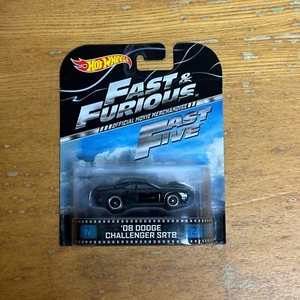 HOT WHEELS
FAST &
FURIOUS
OFFICIAL MOVIE MERCHANDISE
FAST
FIVE
'08 DODGE
CHALLENGER SRT8